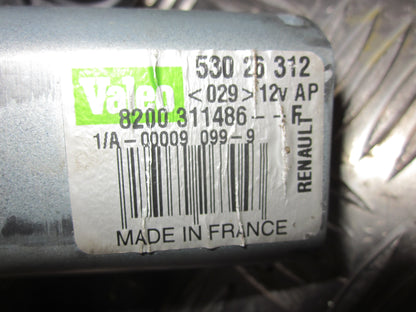 Valeo 530 26 312
<029> 12v AP
8200 311486--F
1/A-00009 099-9
RENAULT
MADE IN FRANCE